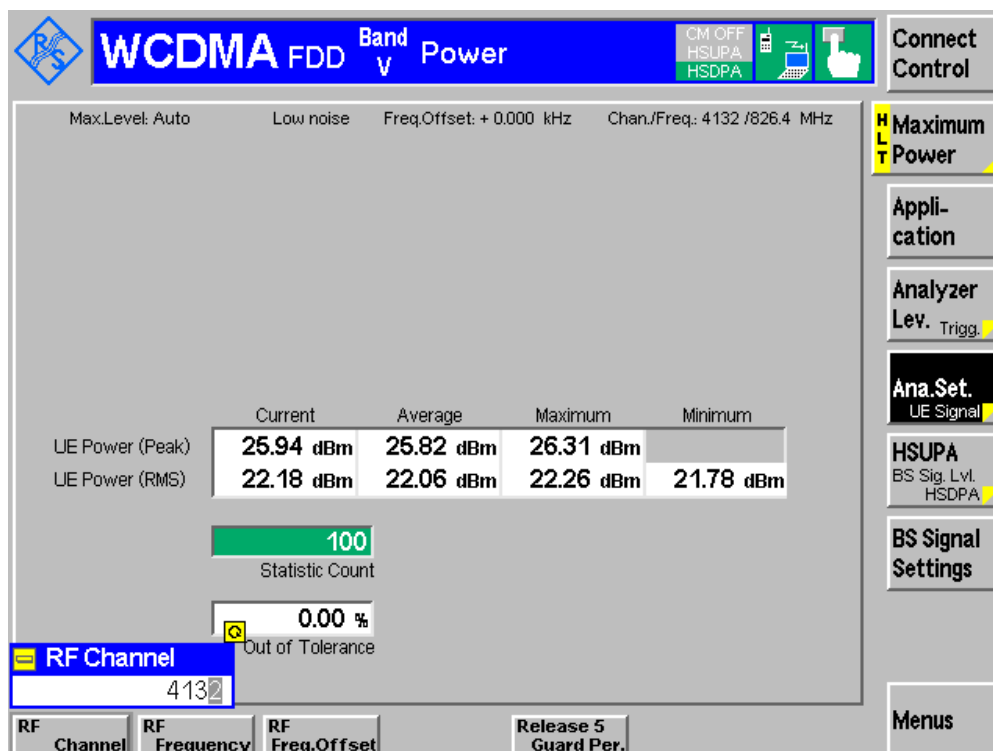 R&S
WCDMA FDD Band V Power
CM OFF
HSUPA
HSDPA
Connect
Control
Max.Level: Auto Low noise Freq.Offset: + 0.000 kHz Chan./Freq.: 4132 /826.4 MHz
HLT
Maximum
Power
Appli-
cation
Analyzer
Lev. Trigg.
Ana.Set.
UE Signal
Current Average Maximum Minimum
UE Power (Peak) 25.94 dBm 25.82 dBm 26.31 dBm
UE Power (RMS) 22.18 dBm 22.06 dBm 22.26 dBm 21.78 dBm
HSUPA
BS Sig. Lvl.
HSDPA
100
Statistic Count
BS Signal
Settings
0.00 %
Out of Tolerance
RF Channel
4132
RF
Channel
RF
Frequency
RF
Freq.Offset
Release 5
Guard Per.
Menus